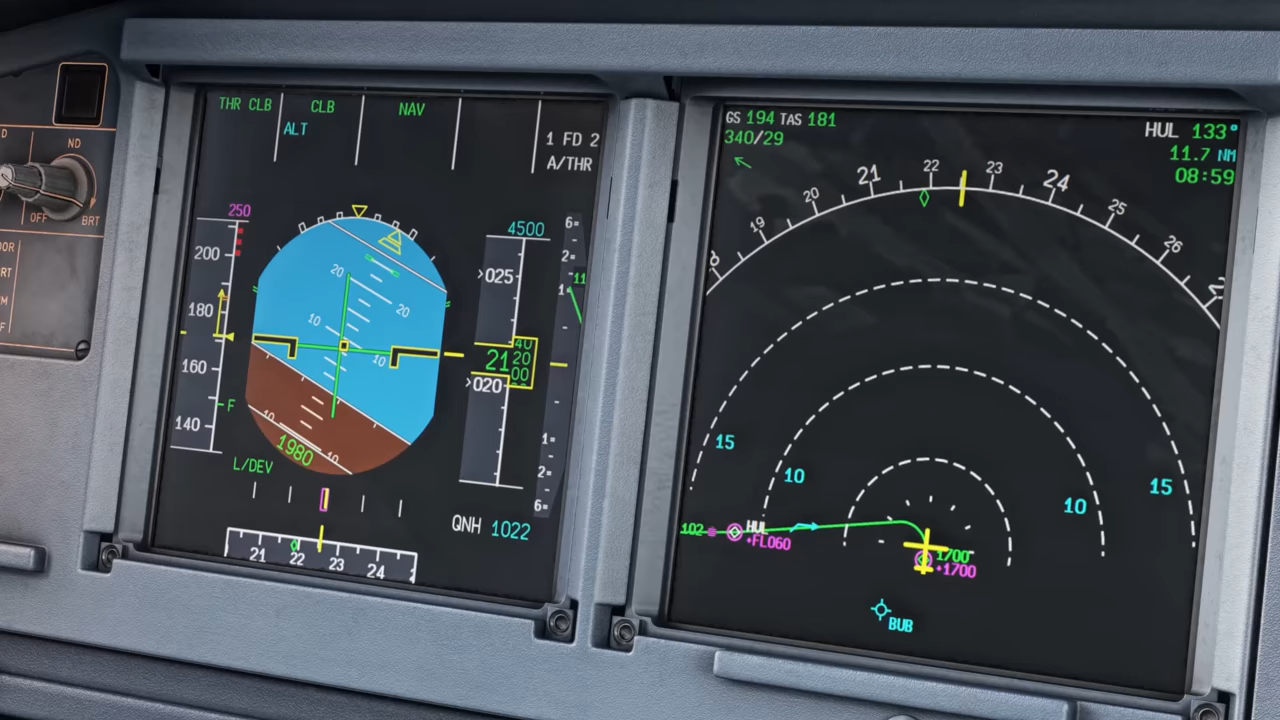 D
ND
OFF
BRT
THR CLB
CLB
NAV
ALT
1 FD 2
A/THR
250
4500
200
180
160
140
F
20
20
10
10
10
10
1980
025
21
40
20
00
020
6
2
1
11
1
2
6
L/DEV
QNH 1022
21
22
23
24
GS 194 TAS 181
340/29
HUL 133°
11.7 NM
08:59
19
20
21
22
23
24
25
26
15
10
10
15
102
HUL
+FL060
1700
+1700
BUB